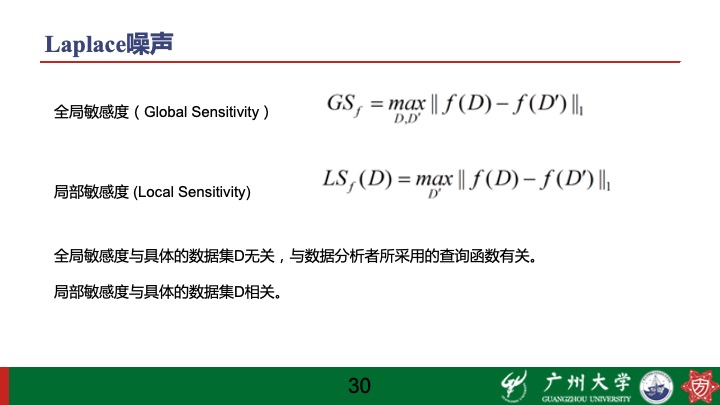 Laplace噪声
全局敏感度（Global Sensitivity） GS_f = max_{D,D'} || f(D) − f(D') ||_1
局部敏感度 (Local Sensitivity) LS_f(D) = max_{D'} || f(D) − f(D') ||_1
全局敏感度与具体的数据集D无关，与数据分析者所采用的查询函数有关。
局部敏感度与具体的数据集D相关。
30
广州大学
GUANGZHOU UNIVERSITY